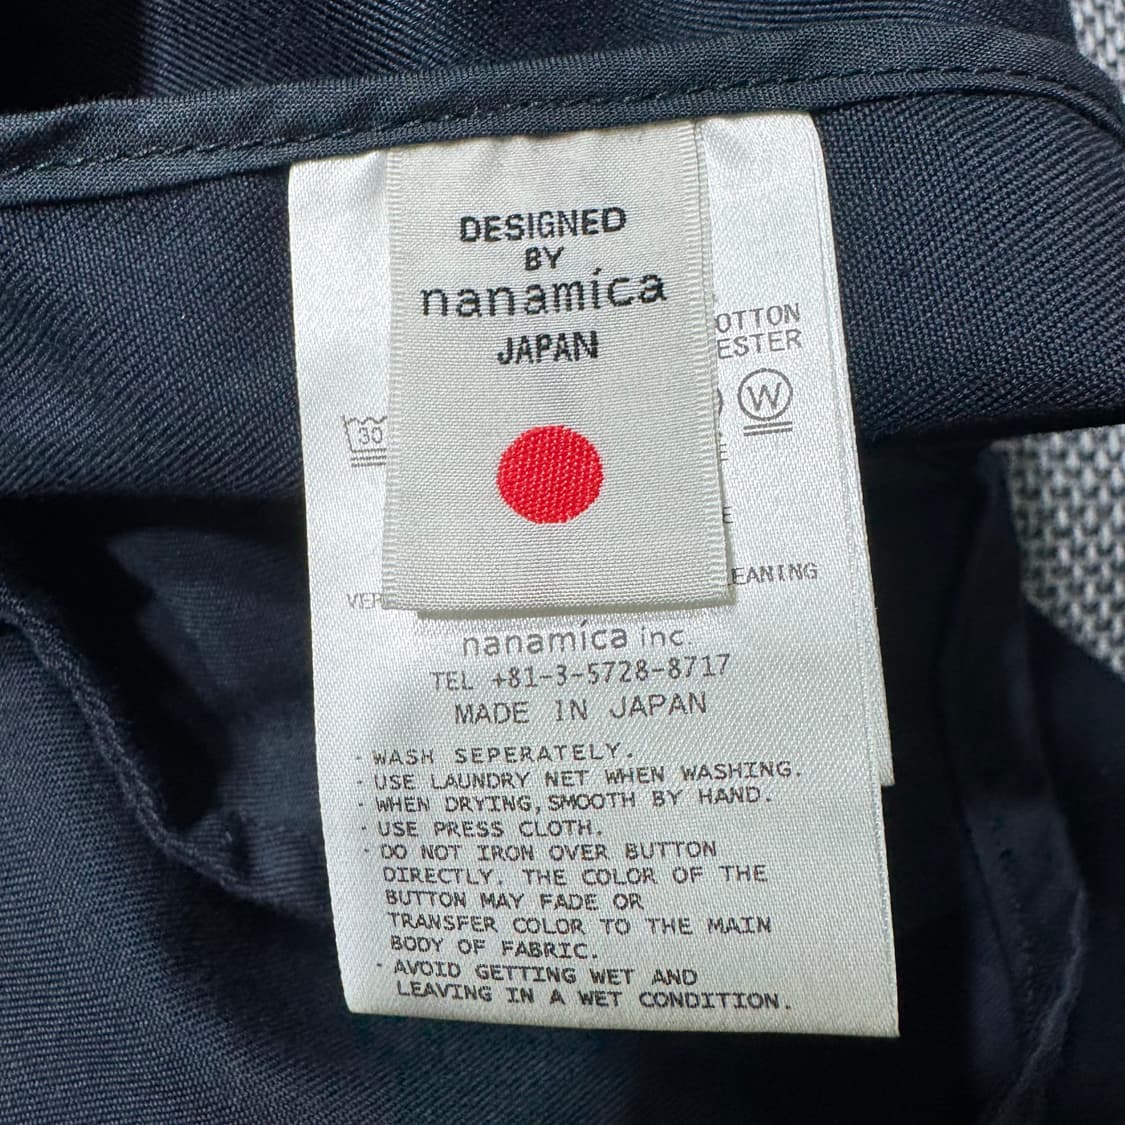 DESIGNED
BY
nanamica
JAPAN
OTTON
ESTER
30
W
EANING
VER
nanamica inc.
TEL +81-3-5728-8717
MADE IN JAPAN
· WASH SEPERATELY.
· USE LAUNDRY NET WHEN WASHING.
· WHEN DRYING, SMOOTH BY HAND.
· USE PRESS CLOTH.
· DO NOT IRON OVER BUTTON
DIRECTLY. THE COLOR OF THE
BUTTON MAY FADE OR
TRANSFER COLOR TO THE MAIN
BODY OF FABRIC.
· AVOID GETTING WET AND
LEAVING IN A WET CONDITION.